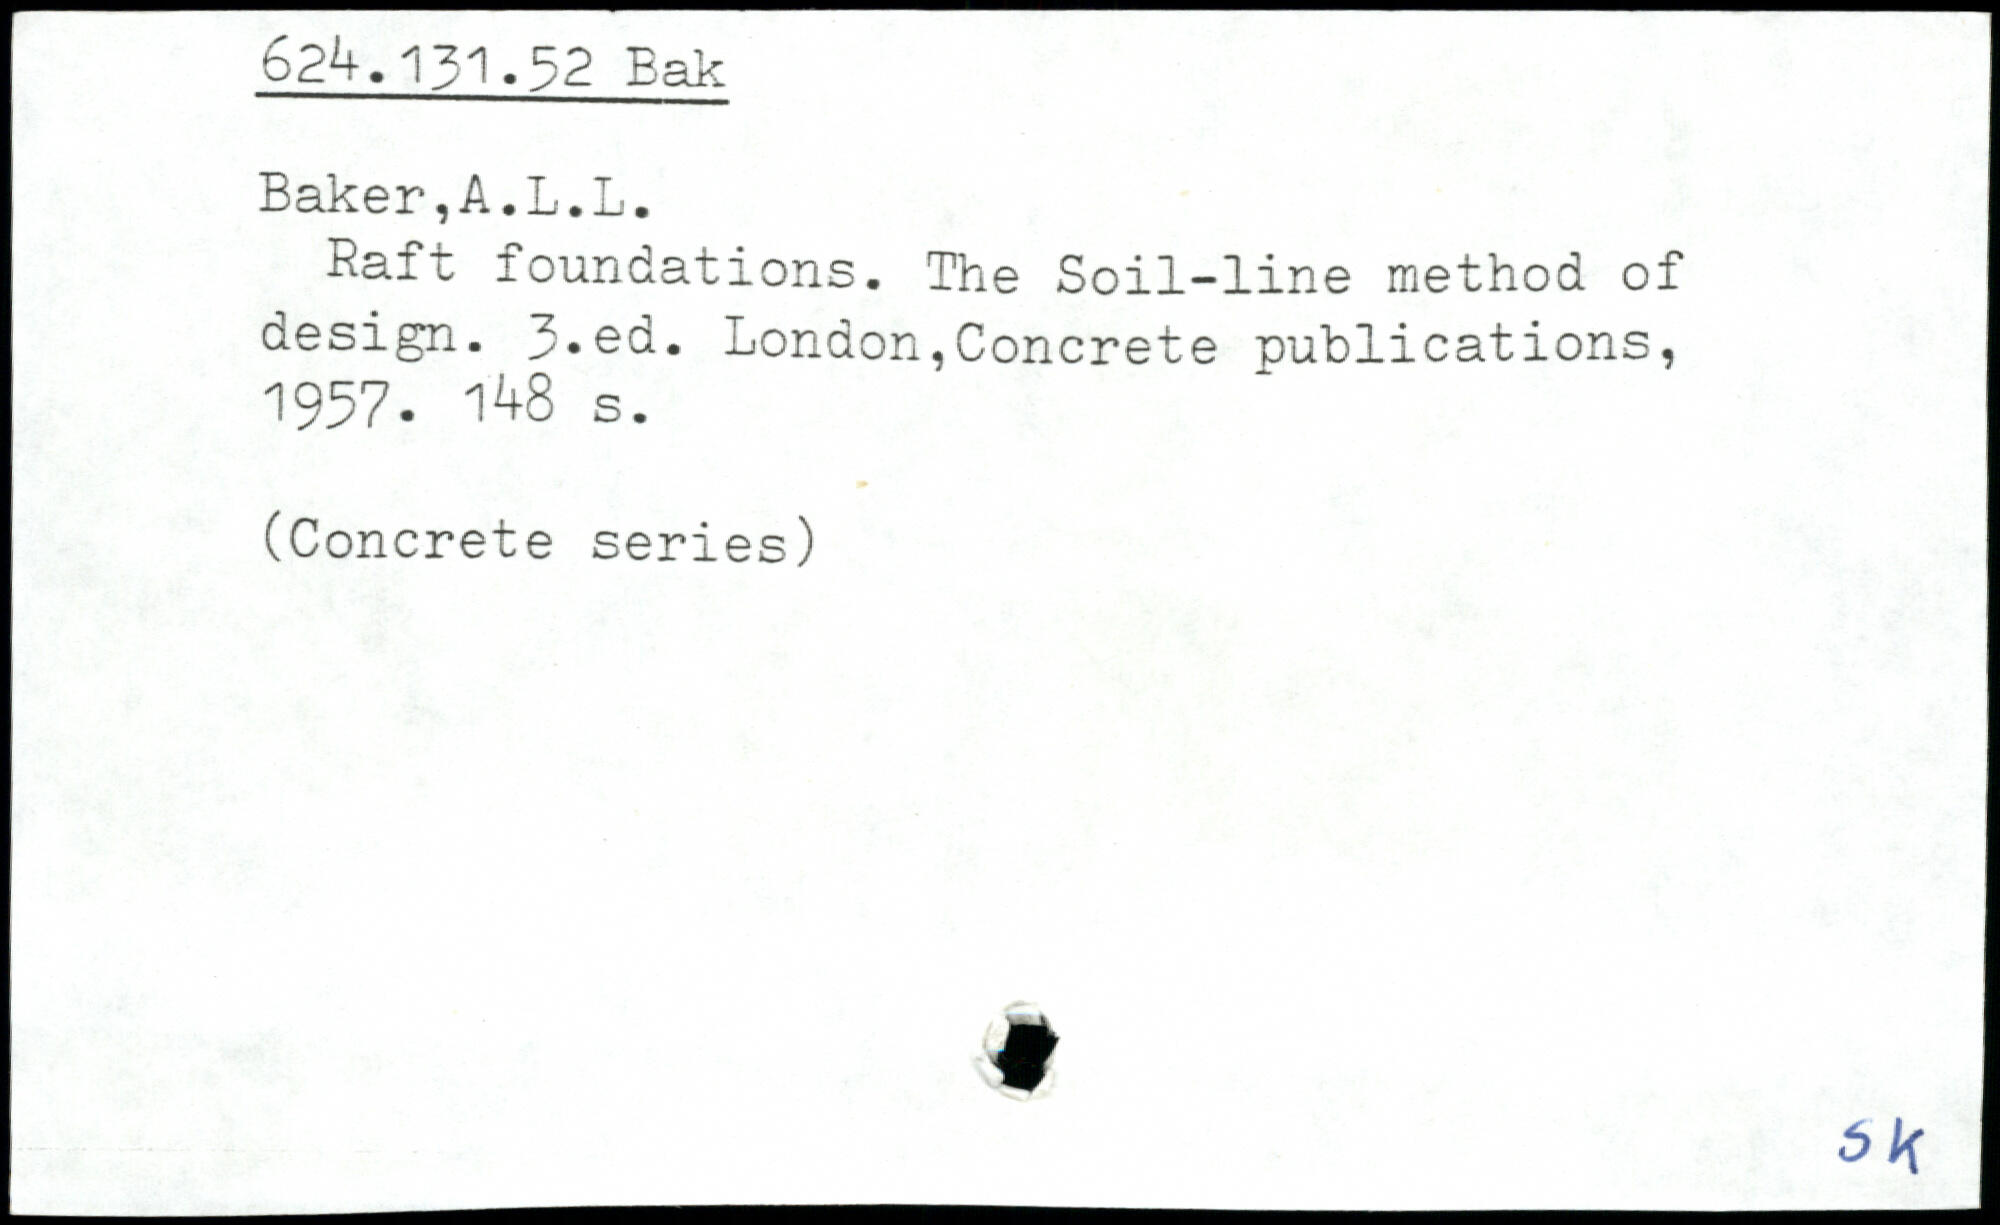 624.131.52 Bak
Baker,A.L.L.
Raft foundations. The Soil-line method of
design. 3.ed. London,Concrete publications,
1957. 148 s.
(Concrete series)
SK